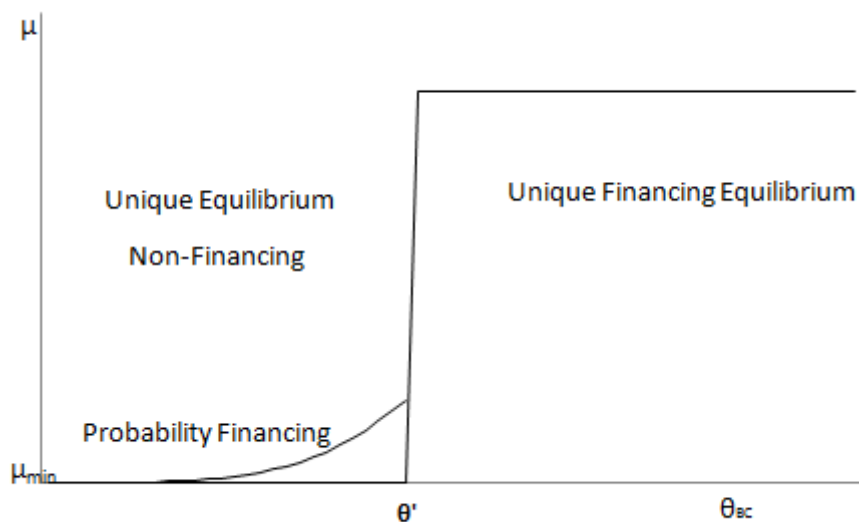 μ
Unique Equilibrium
Non-Financing
Unique Financing Equilibrium
Probability Financing
μmin
θ'
θBC